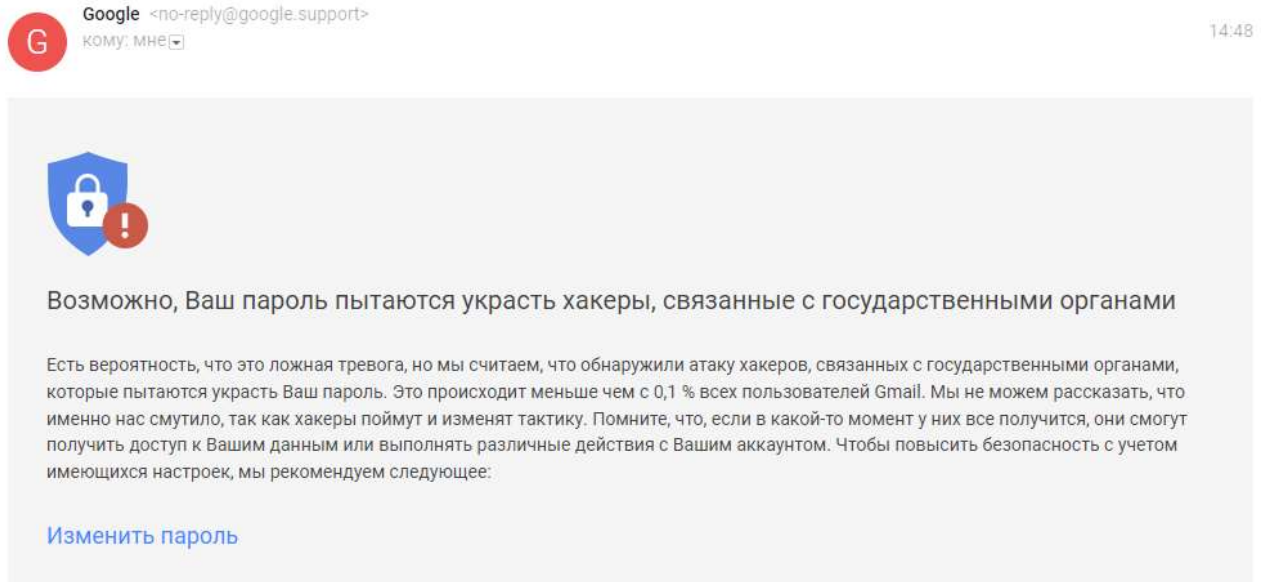 Google <no-reply@google.support>
G
кому: мне
14:48
Возможно, Ваш пароль пытаются украсть хакеры, связанные с государственными органами
Есть вероятность, что это ложная тревога, но мы считаем, что обнаружили атаку хакеров, связанных с государственными органами,
которые пытаются украсть Ваш пароль. Это происходит меньше чем с 0,1 % всех пользователей Gmail. Мы не можем рассказать, что
именно нас смутило, так как хакеры поймут и изменят тактику. Помните, что, если в какой-то момент у них все получится, они смогут
получить доступ к Вашим данным или выполнять различные действия с Вашим аккаунтом. Чтобы повысить безопасность с учетом
имеющихся настроек, мы рекомендуем следующее:
Изменить пароль